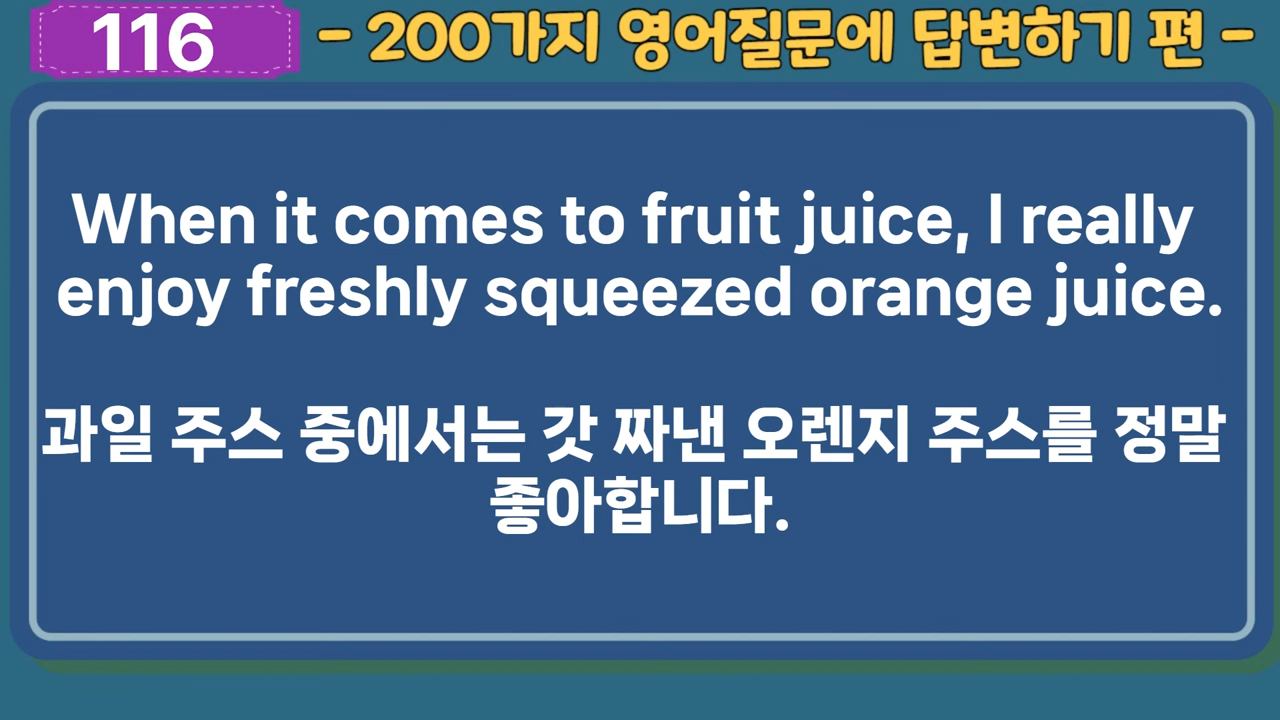 116
- 200가지 영어질문에 답변하기 편 -
When it comes to fruit juice, I really
enjoy freshly squeezed orange juice.
과일 주스 중에서는 갓 짜낸 오렌지 주스를 정말
좋아합니다.